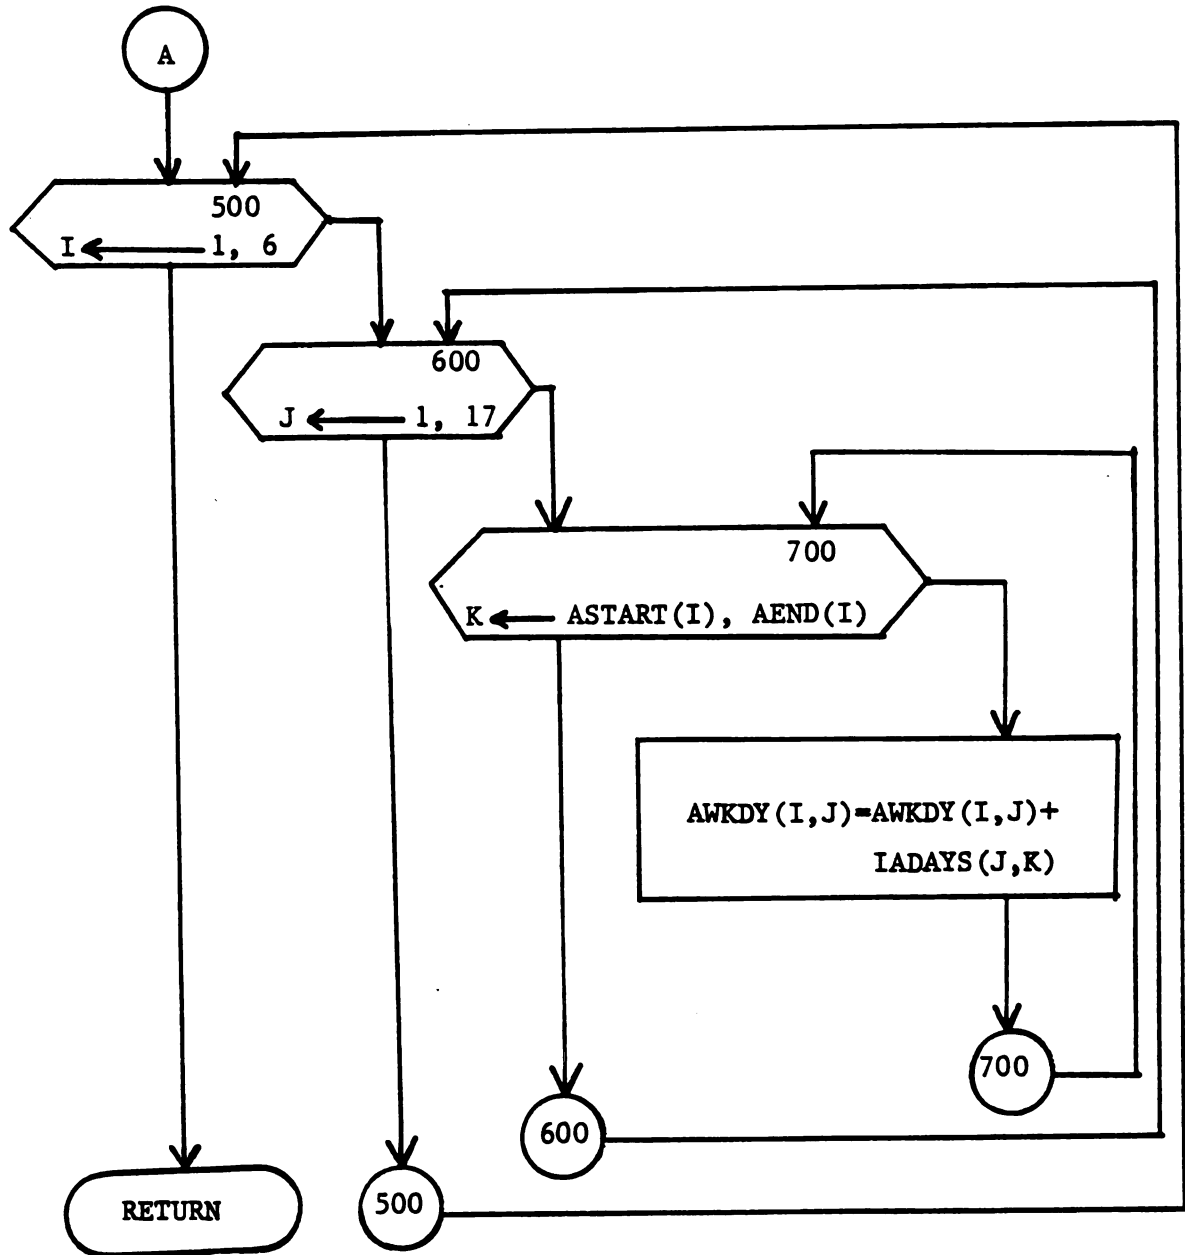 A
500
I ← 1, 6
600
J ← 1, 17
700
K ← ASTART(I), AEND(I)
AWKDY(I,J)=AWKDY(I,J)+
IADAYS(J,K)
700
600
500
RETURN